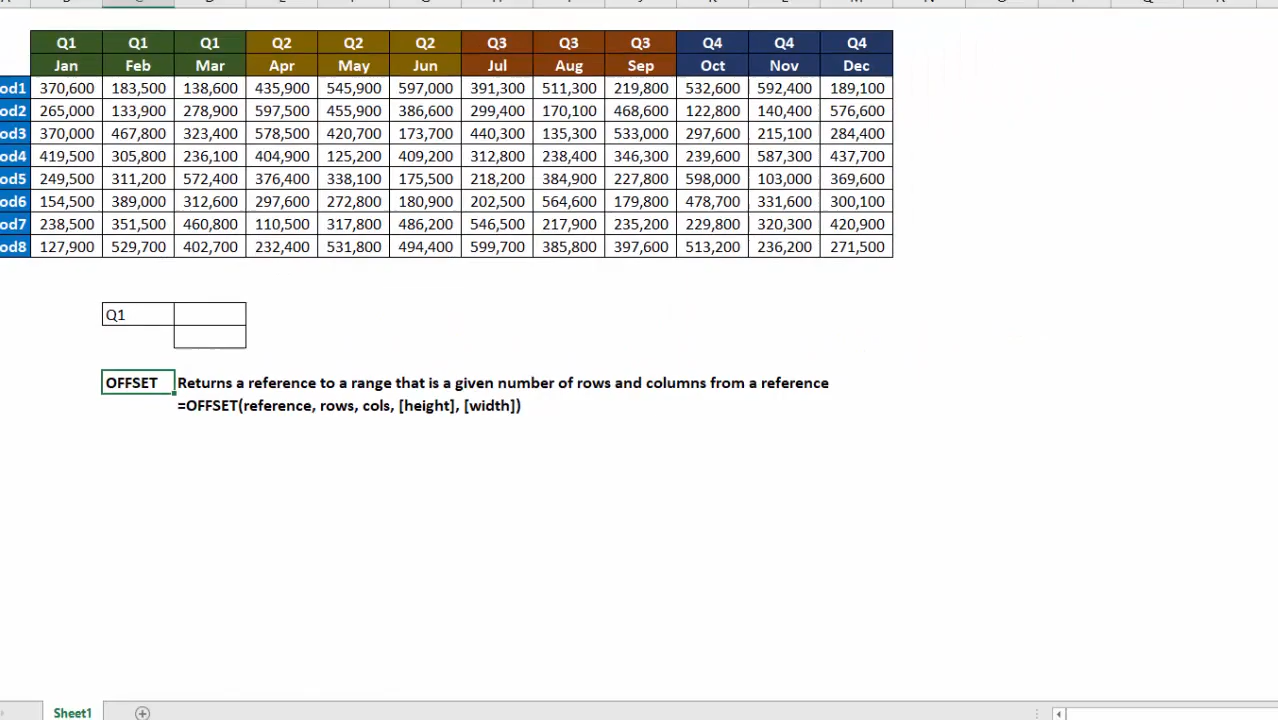 Q1 Q1 Q1 Q2 Q2 Q2 Q3 Q3 Q3 Q4 Q4 Q4
Jan Feb Mar Apr May Jun Jul Aug Sep Oct Nov Dec
od1 370,600 183,500 138,600 435,900 545,900 597,000 391,300 511,300 219,800 532,600 592,400 189,100
od2 265,000 133,900 278,900 597,500 455,900 386,600 299,400 170,100 468,600 122,800 140,400 576,600
od3 370,000 467,800 323,400 578,500 420,700 173,700 440,300 135,300 533,000 297,600 215,100 284,400
od4 419,500 305,800 236,100 404,900 125,200 409,200 312,800 238,400 346,300 239,600 587,300 437,700
od5 249,500 311,200 572,400 376,400 338,100 175,500 218,200 384,900 227,800 598,000 103,000 369,600
od6 154,500 389,000 312,600 297,600 272,800 180,900 202,500 564,600 179,800 478,700 331,600 300,100
od7 238,500 351,500 460,800 110,500 317,800 486,200 546,500 217,900 235,200 229,800 320,300 420,900
od8 127,900 529,700 402,700 232,400 531,800 494,400 599,700 385,800 397,600 513,200 236,200 271,500
Q1
OFFSET Returns a reference to a range that is a given number of rows and columns from a reference
=OFFSET(reference, rows, cols, [height], [width])
Sheet1